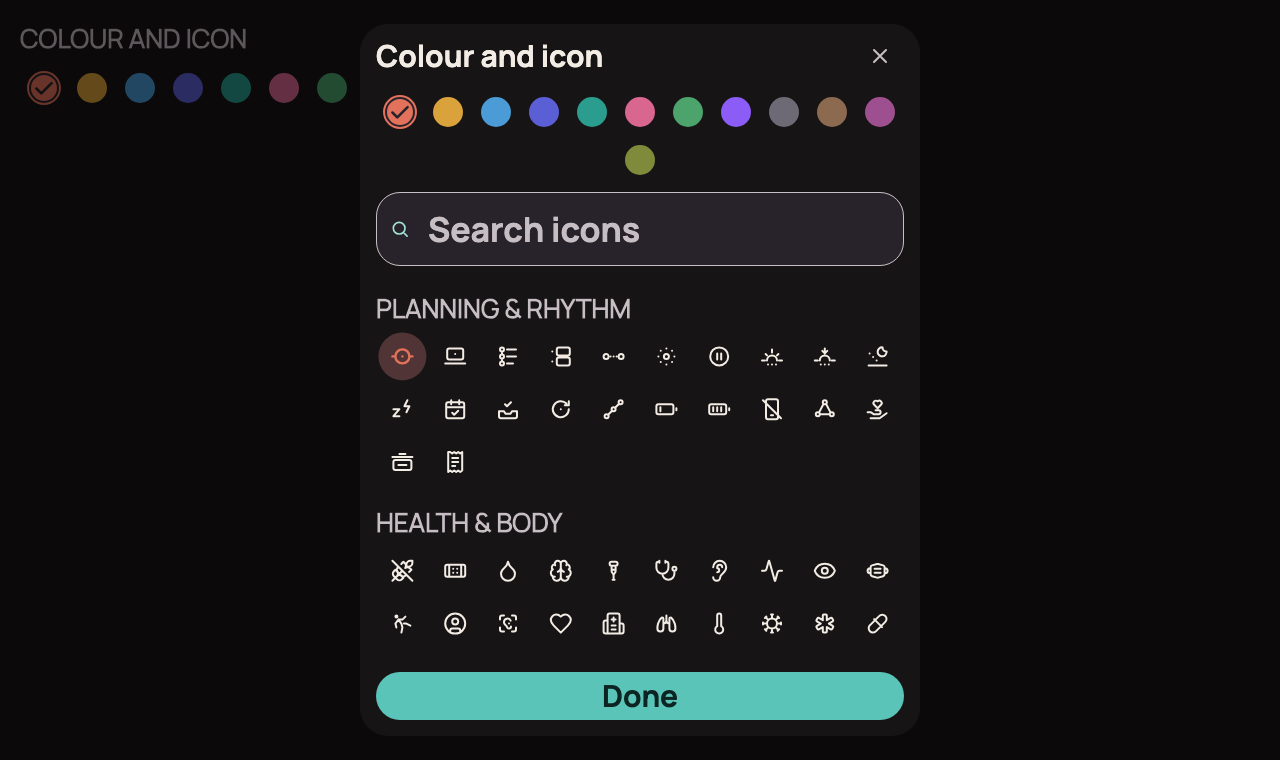 COLOUR AND ICON
Colour and icon
Search icons
PLANNING & RHYTHM
HEALTH & BODY
Done